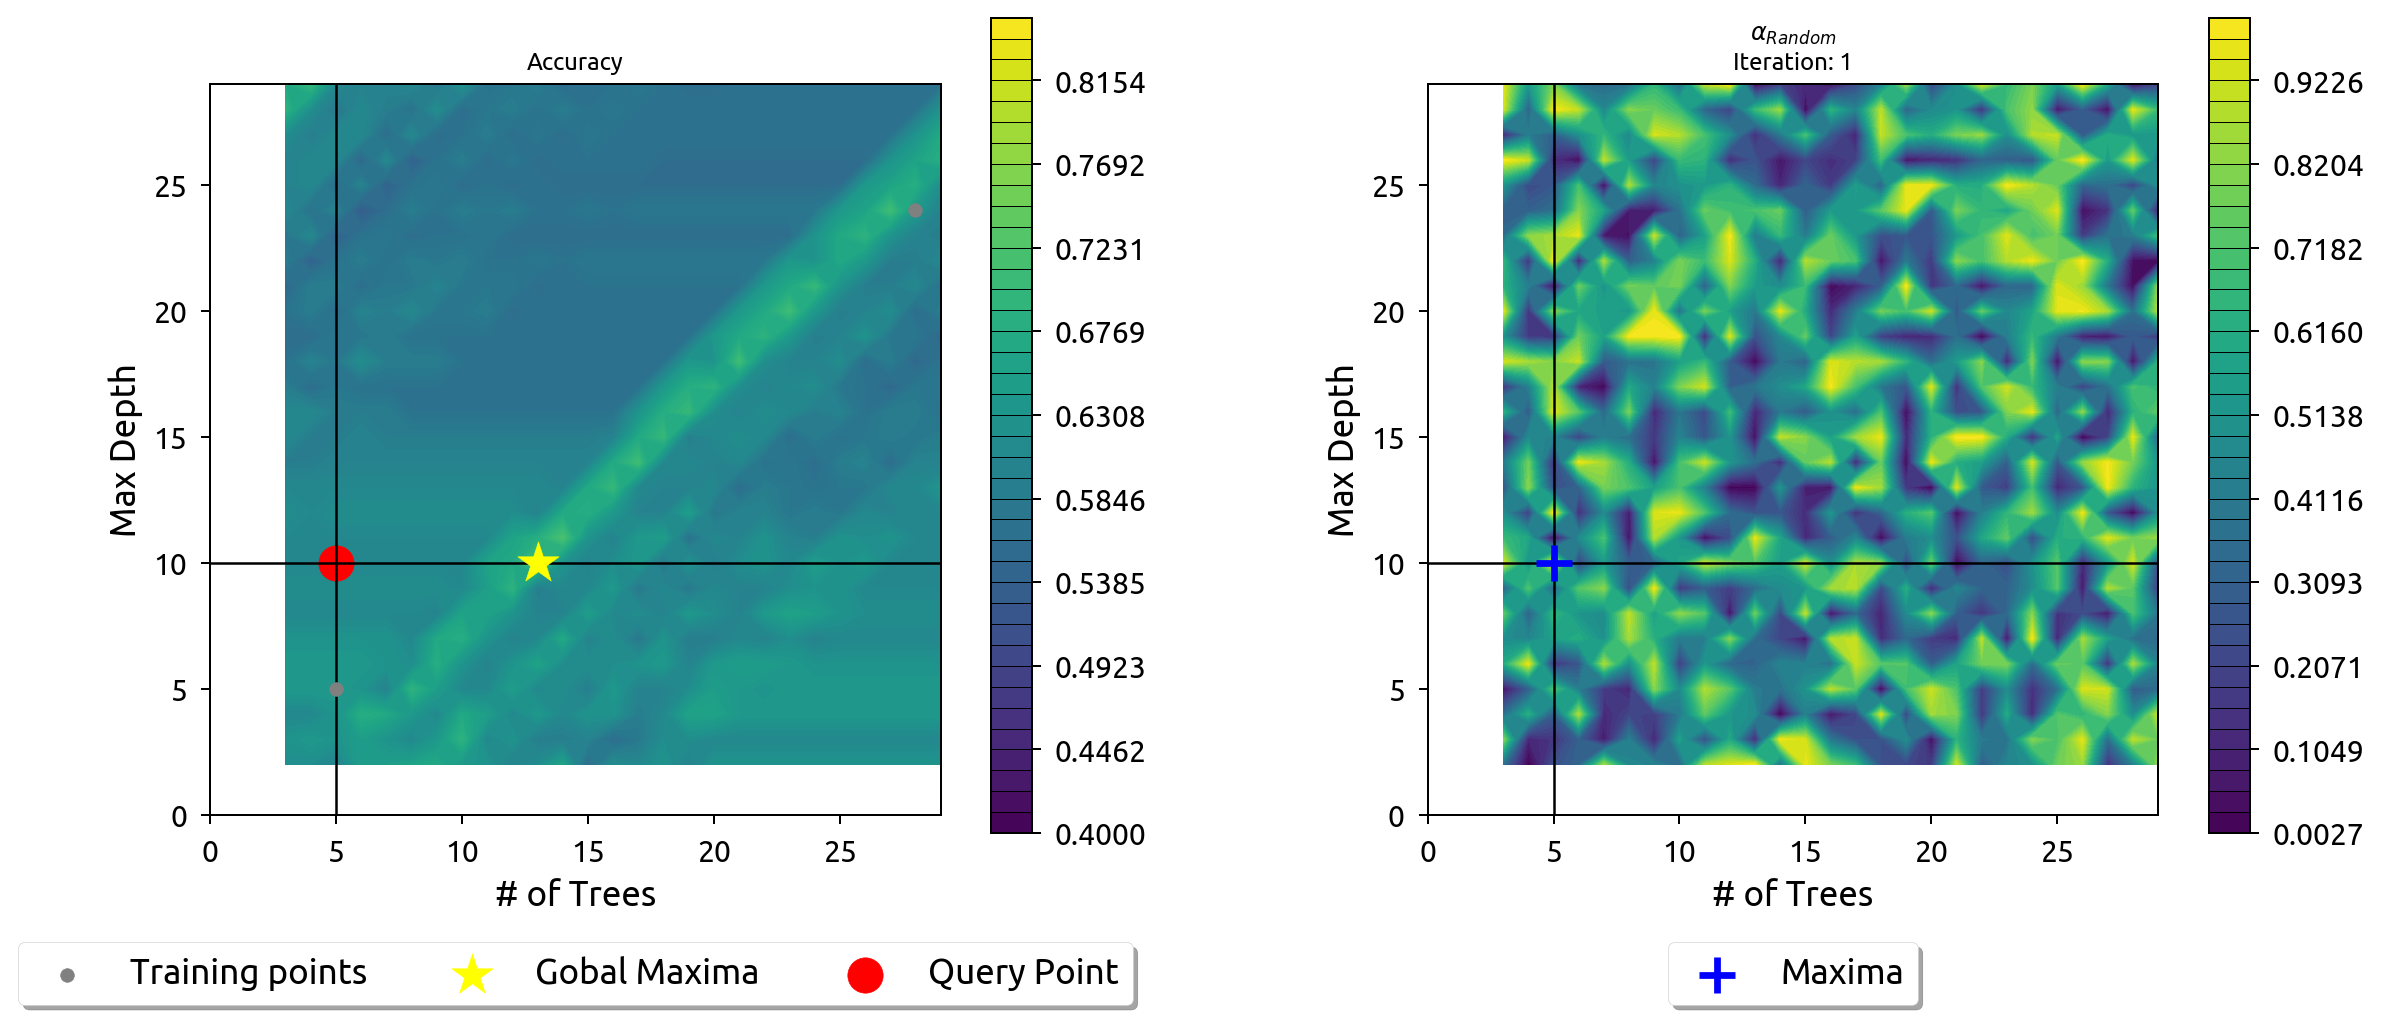 Accuracy
25
20
15
10
5
0
Max Depth
0 5 10 15 20 25
# of Trees
0.8154
0.7692
0.7231
0.6769
0.6308
0.5846
0.5385
0.4923
0.4462
0.4000
Training points Gobal Maxima Query Point
α_Random
Iteration: 1
25
20
15
10
5
0
Max Depth
0 5 10 15 20 25
# of Trees
0.9226
0.8204
0.7182
0.6160
0.5138
0.4116
0.3093
0.2071
0.1049
0.0027
Maxima